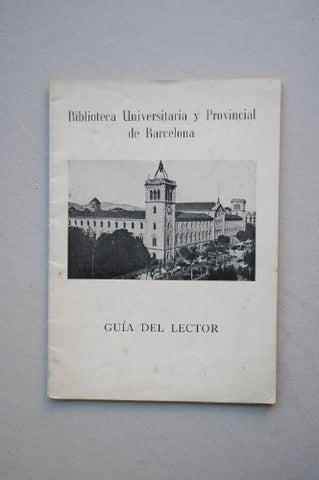 Biblioteca Universitaria y Provincial
de Barcelona
GUÍA DEL LECTOR